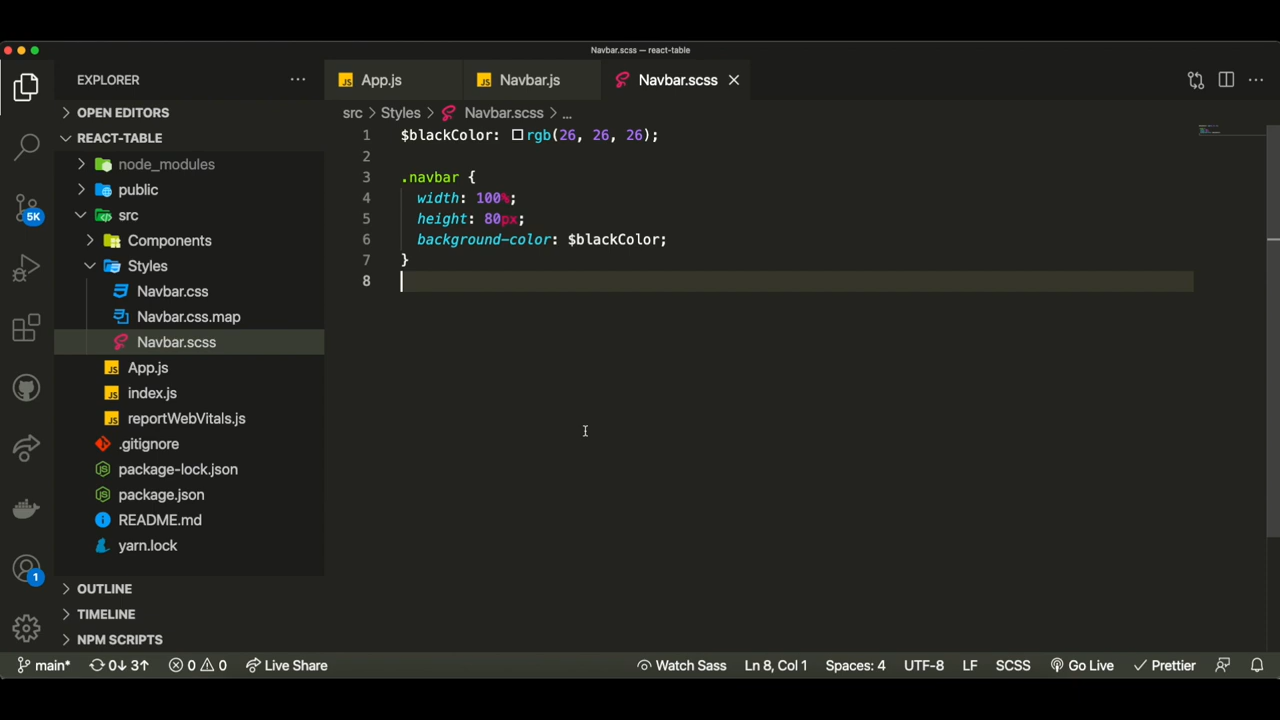 Navbar.scss — react-table
EXPLORER
OPEN EDITORS
REACT-TABLE
node_modules
public
src
Components
Styles
Navbar.css
Navbar.css.map
Navbar.scss
App.js
index.js
reportWebVitals.js
.gitignore
package-lock.json
package.json
README.md
yarn.lock
OUTLINE
TIMELINE
NPM SCRIPTS
5K
1
JS App.js
JS Navbar.js
Navbar.scss
src > Styles > Navbar.scss > ...
1 $blackColor: rgb(26, 26, 26);
2
3 .navbar {
4 width: 100%;
5 height: 80px;
6 background-color: $blackColor;
7 }
8
main* 0↓ 3↑ 0 0 Live Share Watch Sass Ln 8, Col 1 Spaces: 4 UTF-8 LF SCSS Go Live Prettier